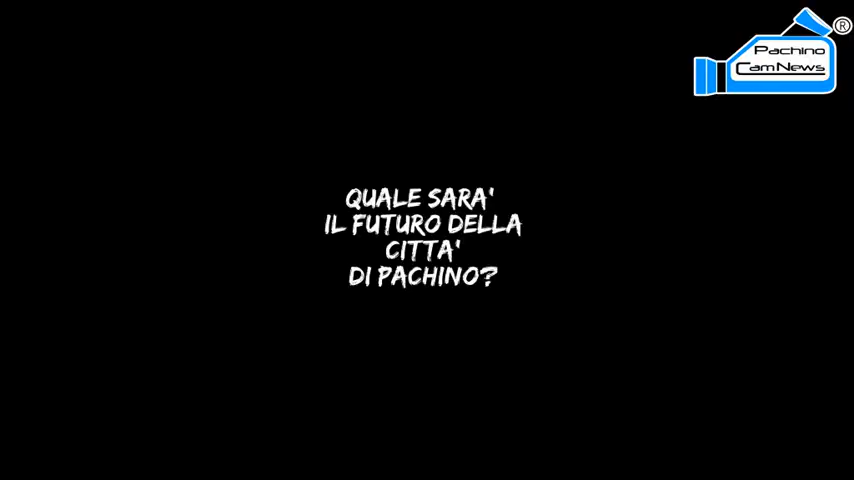 Pachino
CamNews
®
QUALE SARA'
IL FUTURO DELLA
CITTA'
DI PACHINO?